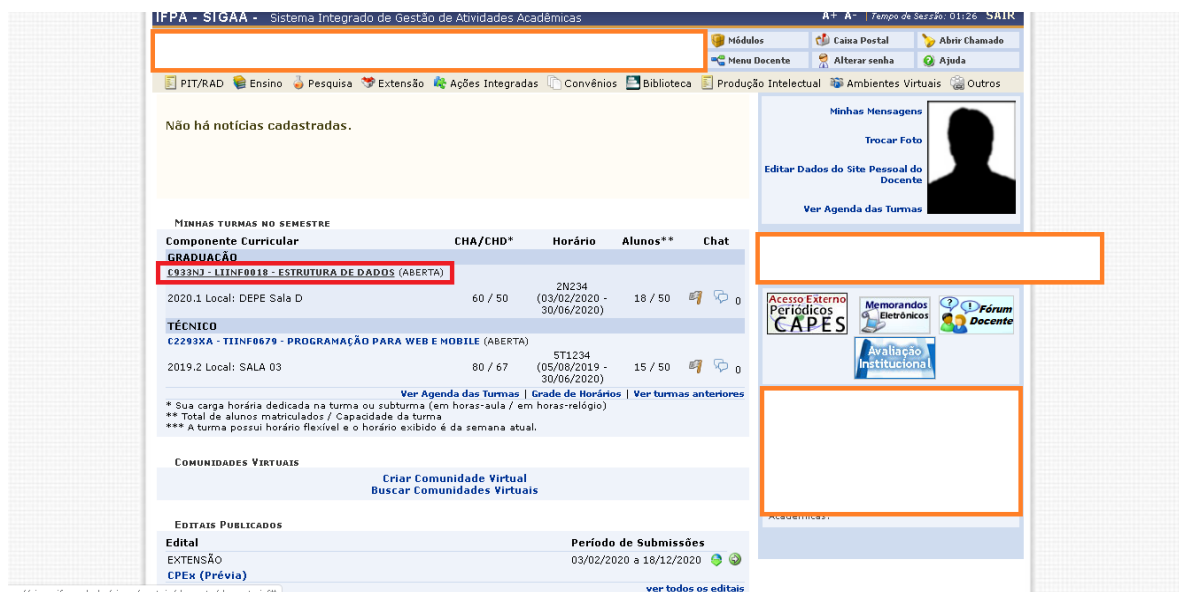 IFPA - SIGAA - Sistema Integrado de Gestão de Atividades Acadêmicas
A+ A- | Tempo de Sessão: 01:26 SAIR
Módulos Caixa Postal Abrir Chamado
Menu Docente Alterar senha Ajuda
PIT/RAD Ensino Pesquisa Extensão Ações Integradas Convênios Biblioteca Produção Intelectual Ambientes Virtuais Outros
Não há notícias cadastradas.
Minhas Mensagens
Trocar Foto
Editar Dados do Site Pessoal do
Docente
Ver Agenda das Turmas
MINHAS TURMAS NO SEMESTRE
Componente Curricular CHA/CHD* Horário Alunos** Chat
GRADUAÇÃO
C933NJ - LIINF0018 - ESTRUTURA DE DADOS (ABERTA)
2020.1 Local: DEPE Sala D 60 / 50 2N234 (03/02/2020 - 30/06/2020) 18 / 50 0
TÉCNICO
C2293XA - TIINF0679 - PROGRAMAÇÃO PARA WEB E MOBILE (ABERTA)
2019.2 Local: SALA 03 80 / 67 5T1234 (05/08/2019 - 30/06/2020) 15 / 50 0
Ver Agenda das Turmas | Grade de Horários | Ver turmas anteriores
* Sua carga horária dedicada na turma ou subturma (em horas-aula / em horas-relógio)
** Total de alunos matriculados / Capacidade da turma
*** A turma possui horário flexível e o horário exibido é da semana atual.
Acesso Externo
Periódicos
CAPES
Memorandos
Eletrônicos
Fórum
Docente
Avaliação
Institucional
Acadêmicas.
COMUNIDADES VIRTUAIS
Criar Comunidade Virtual
Buscar Comunidades Virtuais
EDITAIS PUBLICADOS
Edital Período de Submissões
EXTENSÃO 03/02/2020 a 18/12/2020
CPEx (Prévia)
ver todos os editais